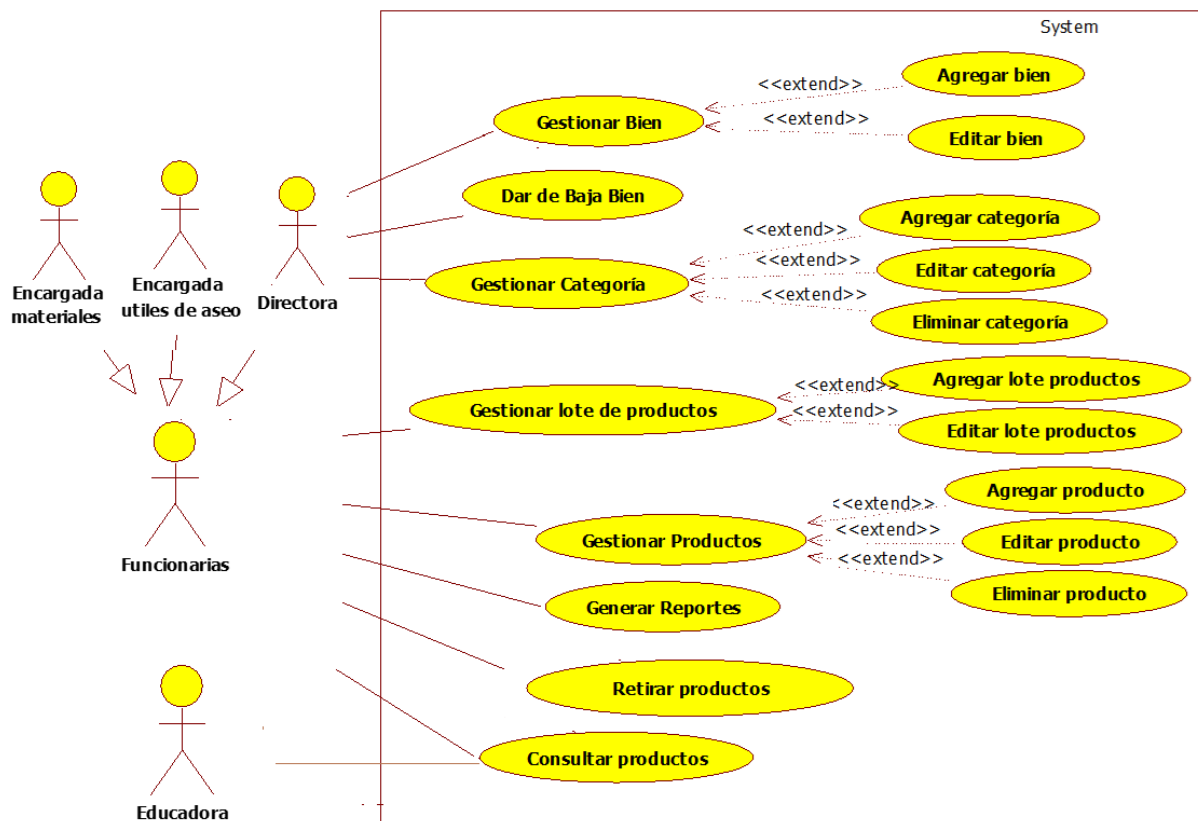 System
Agregar bien
<<extend>>
Gestionar Bien
<<extend>>
Editar bien
Dar de Baja Bien
Agregar categoría
<<extend>>
Gestionar Categoría
<<extend>>
Editar categoría
<<extend>>
Eliminar categoría
Encargada
materiales
Encargada
utiles de aseo
Directora
Gestionar lote de productos
<<extend>>
Agregar lote productos
<<extend>>
Editar lote productos
Funcionarias
Gestionar Productos
<<extend>>
Agregar producto
<<extend>>
Editar producto
<<extend>>
Eliminar producto
Generar Reportes
Retirar productos
Consultar productos
Educadora